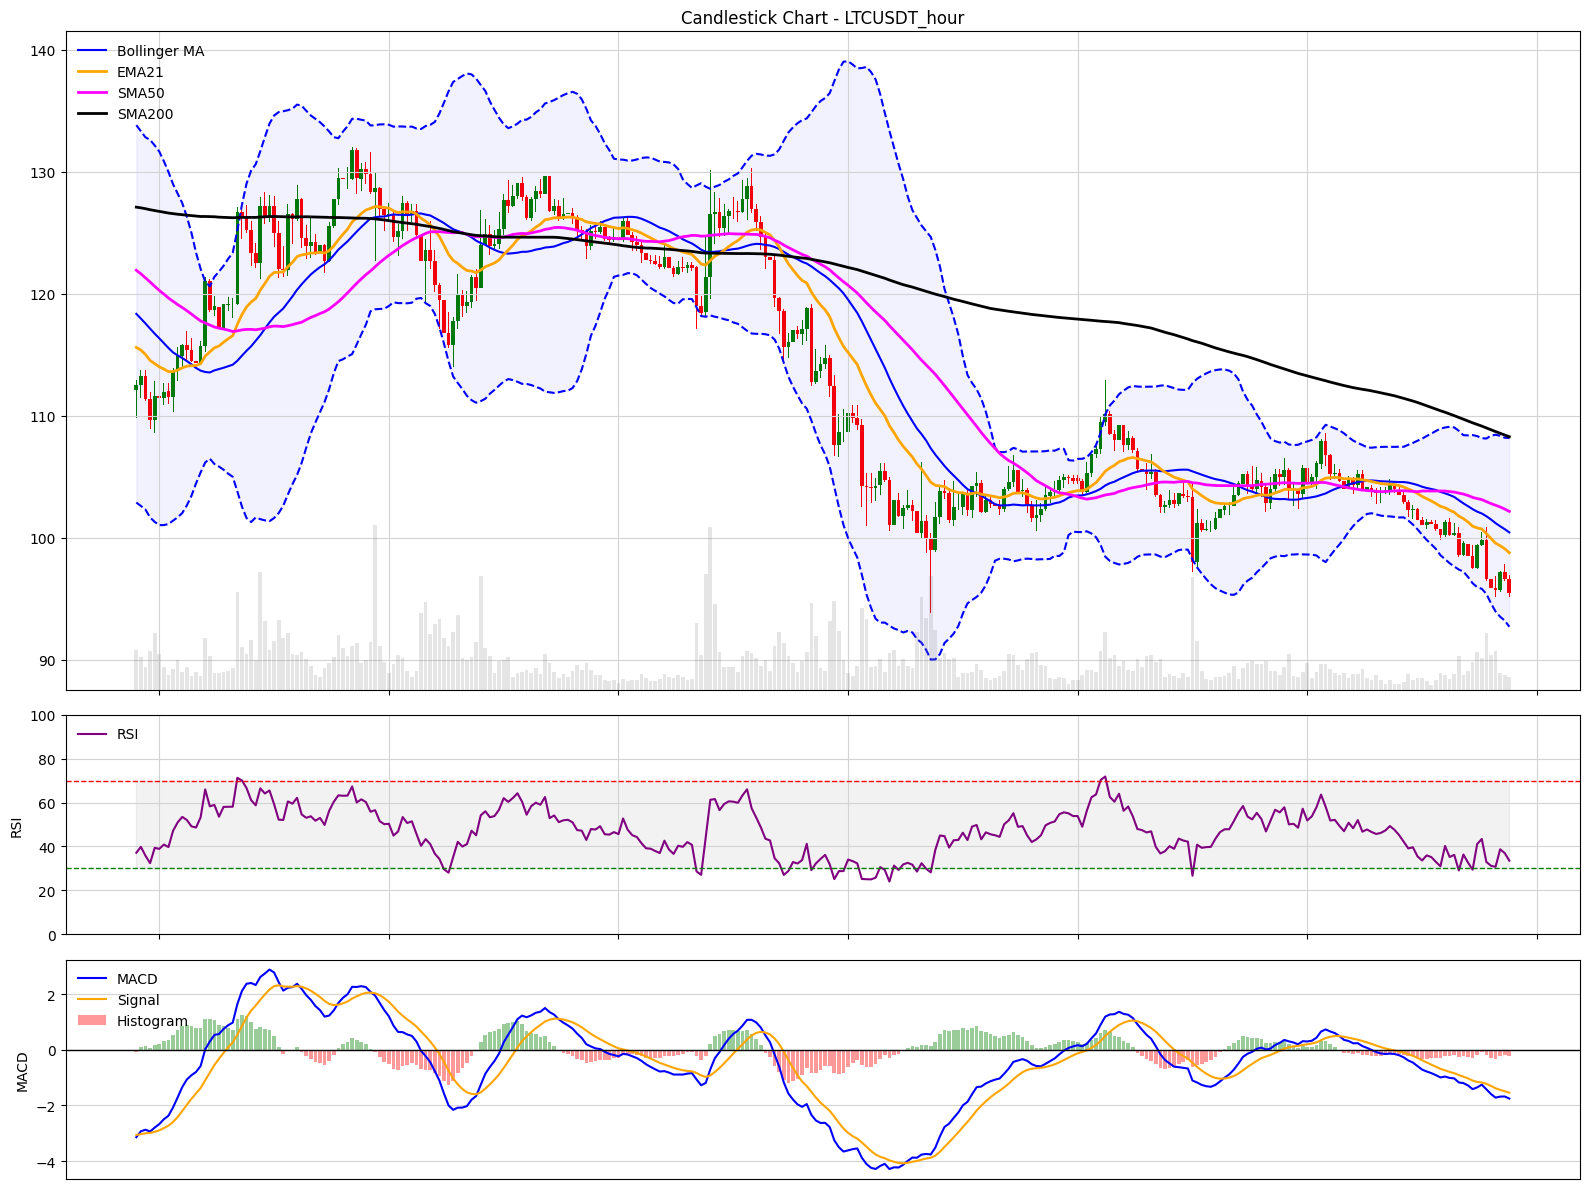 Candlestick Chart - LTCUSDT_hour
Bollinger MA
EMA21
SMA50
SMA200
140
130
120
110
100
90
RSI
100
80
60
40
20
0
RSI
MACD
Signal
Histogram
2
0
−2
−4
MACD